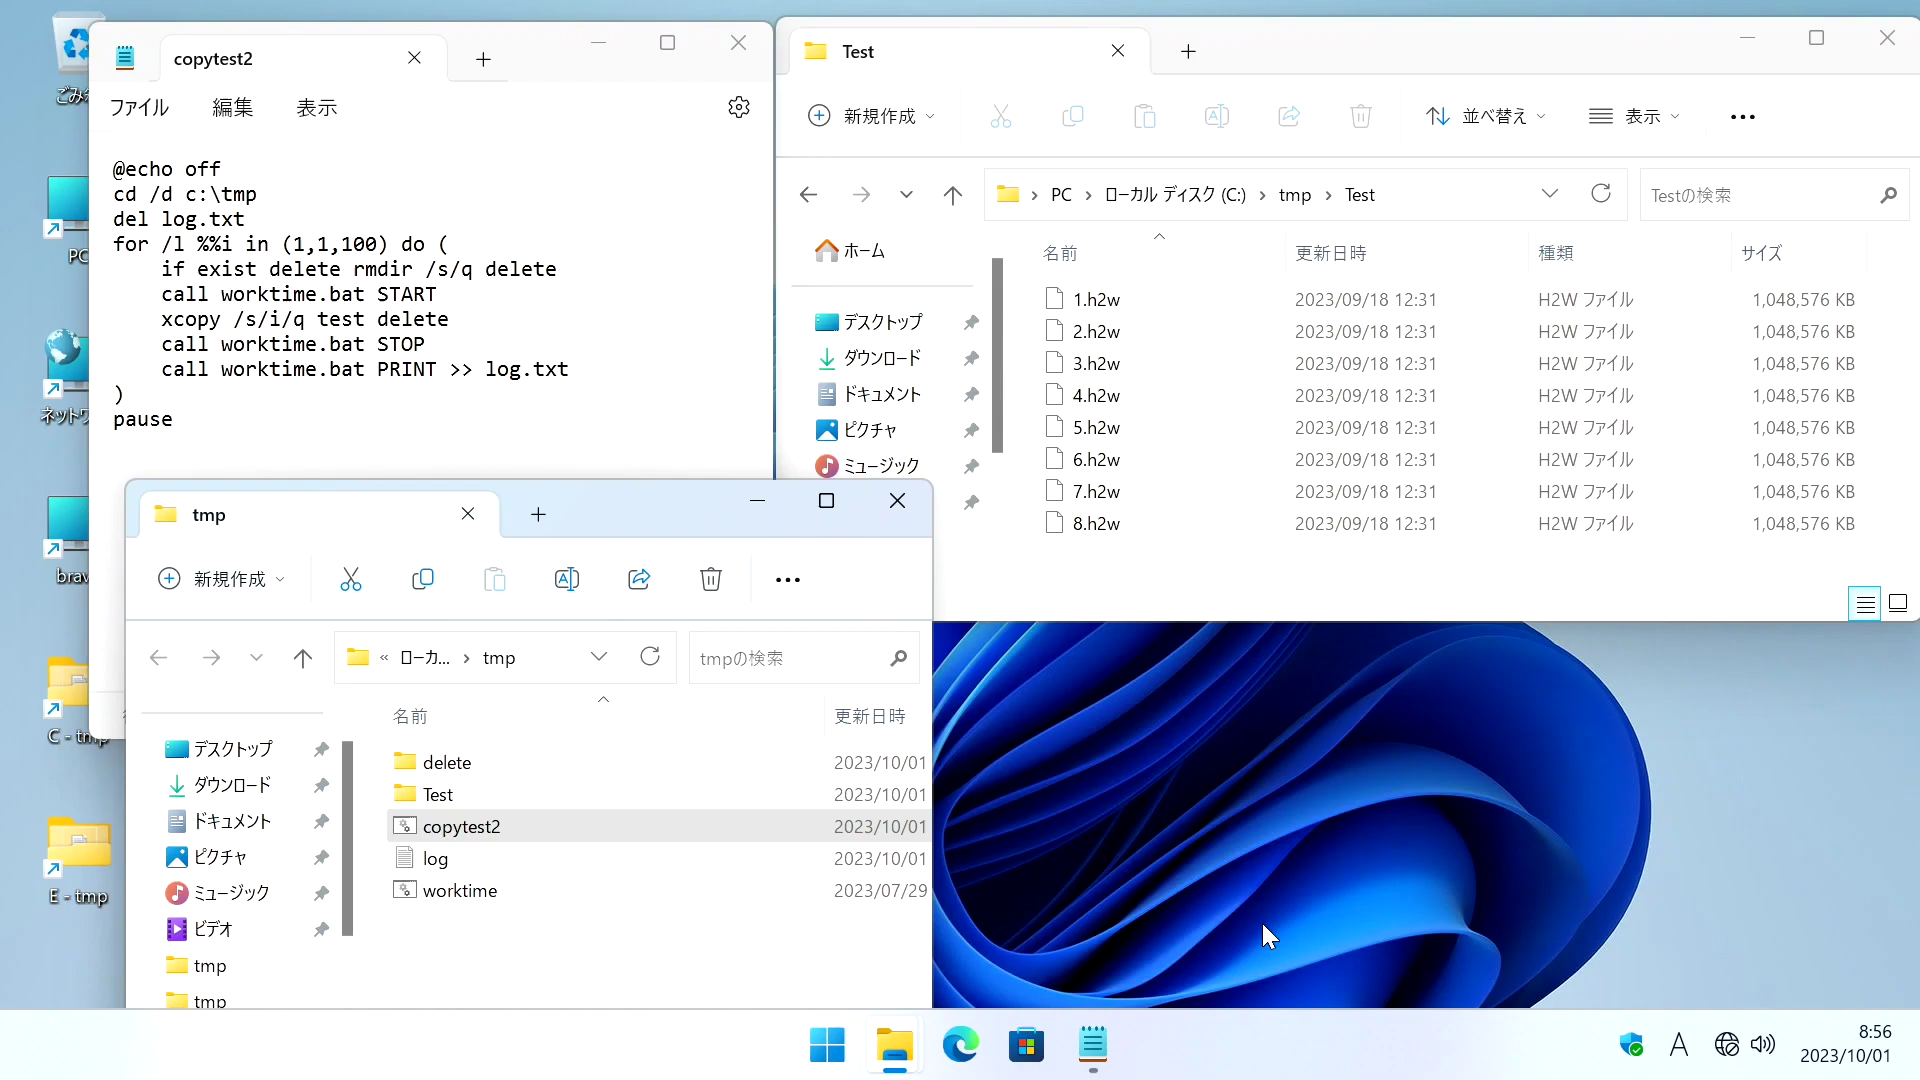 ごみ
PC
ネットワ
brav
C - tmp
E - tmp
copytest2
ファイル 編集 表示
@echo off
cd /d c:\tmp
del log.txt
for /l %%i in (1,1,100) do (
    if exist delete rmdir /s/q delete
    call worktime.bat START
    xcopy /s/i/q test delete
    call worktime.bat STOP
    call worktime.bat PRINT >> log.txt
)
pause
Test
新規作成 並べ替え 表示
PC › ローカル ディスク (C:) › tmp › Test
Testの検索
ホーム
デスクトップ
ダウンロード
ドキュメント
ピクチャ
ミュージック
名前 更新日時 種類 サイズ
1.h2w 2023/09/18 12:31 H2W ファイル 1,048,576 KB
2.h2w 2023/09/18 12:31 H2W ファイル 1,048,576 KB
3.h2w 2023/09/18 12:31 H2W ファイル 1,048,576 KB
4.h2w 2023/09/18 12:31 H2W ファイル 1,048,576 KB
5.h2w 2023/09/18 12:31 H2W ファイル 1,048,576 KB
6.h2w 2023/09/18 12:31 H2W ファイル 1,048,576 KB
7.h2w 2023/09/18 12:31 H2W ファイル 1,048,576 KB
8.h2w 2023/09/18 12:31 H2W ファイル 1,048,576 KB
tmp
新規作成
« ローカ... › tmp
tmpの検索
デスクトップ
ダウンロード
ドキュメント
ピクチャ
ミュージック
ビデオ
tmp
tmp
名前 更新日時
delete 2023/10/01
Test 2023/10/01
copytest2 2023/10/01
log 2023/10/01
worktime 2023/07/29
A
8:56
2023/10/01